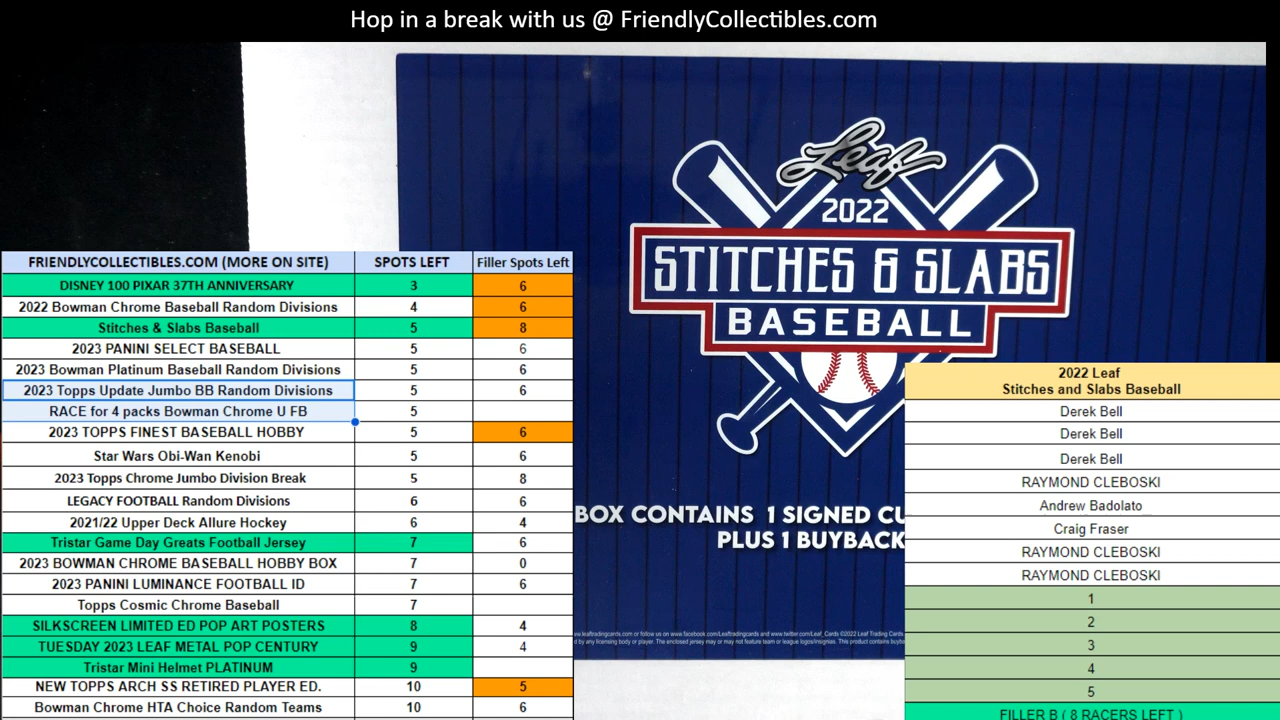 Hop in a break with us @ FriendlyCollectibles.com
Leaf
2022
STITCHES & SLABS
BASEBALL
BOX CONTAINS 1 SIGNED CU
PLUS 1 BUYBACK
FRIENDLYCOLLECTIBLES.COM (MORE ON SITE) SPOTS LEFT Filler Spots Left
DISNEY 100 PIXAR 37TH ANNIVERSARY 3 6
2022 Bowman Chrome Baseball Random Divisions 4 6
Stitches & Slabs Baseball 5 8
2023 PANINI SELECT BASEBALL 5 6
2023 Bowman Platinum Baseball Random Divisions 5 6
2023 Topps Update Jumbo BB Random Divisions 5 6
RACE for 4 packs Bowman Chrome U FB 5
2023 TOPPS FINEST BASEBALL HOBBY 5 6
Star Wars Obi-Wan Kenobi 5 6
2023 Topps Chrome Jumbo Division Break 5 8
LEGACY FOOTBALL Random Divisions 6 6
2021/22 Upper Deck Allure Hockey 6 4
Tristar Game Day Greats Football Jersey 7 6
2023 BOWMAN CHROME BASEBALL HOBBY BOX 7 0
2023 PANINI LUMINANCE FOOTBALL ID 7 6
Topps Cosmic Chrome Baseball 7
SILKSCREEN LIMITED ED POP ART POSTERS 8 4
TUESDAY 2023 LEAF METAL POP CENTURY 9 4
Tristar Mini Helmet PLATINUM 9
NEW TOPPS ARCH SS RETIRED PLAYER ED. 10 5
Bowman Chrome HTA Choice Random Teams 10 6
2022 Leaf
Stitches and Slabs Baseball
Derek Bell
Derek Bell
Derek Bell
RAYMOND CLEBOSKI
Andrew Badolato
Craig Fraser
RAYMOND CLEBOSKI
RAYMOND CLEBOSKI
1
2
3
4
5
FILLER B ( 8 RACERS LEFT )